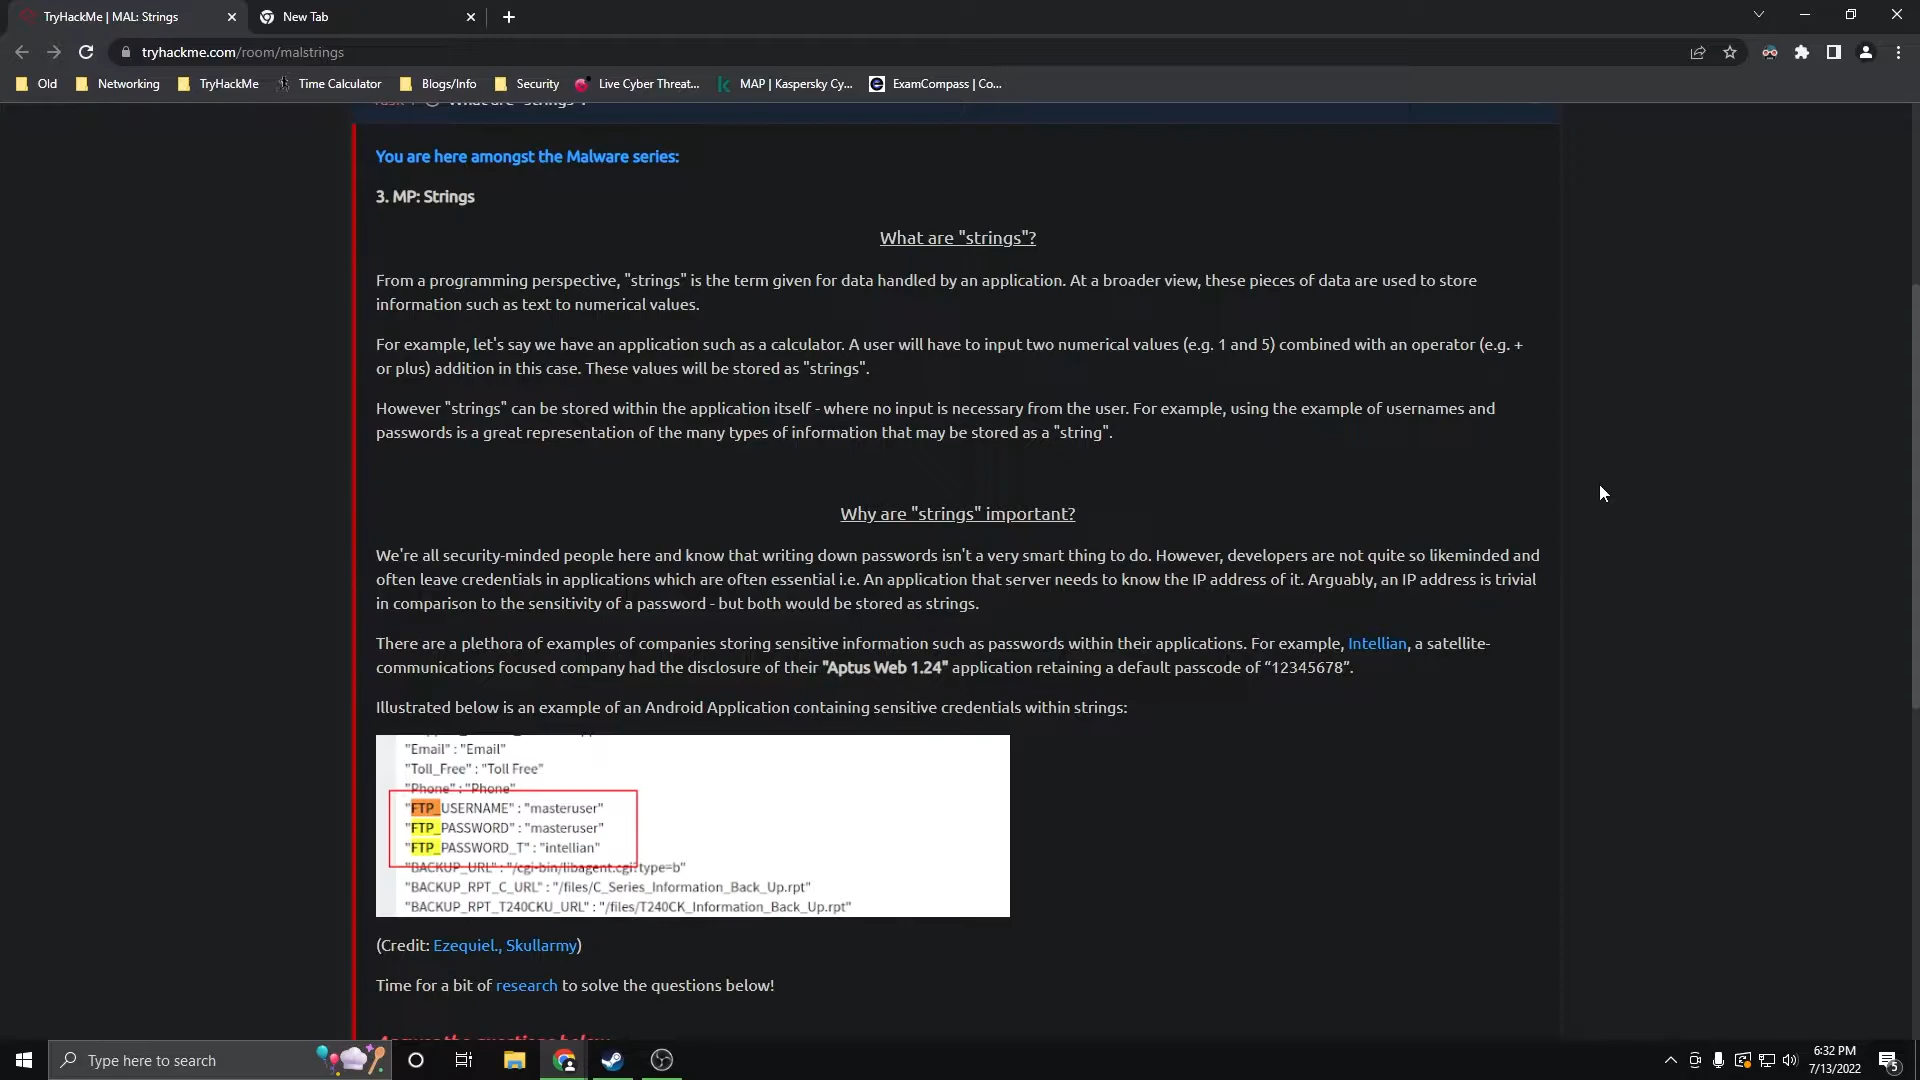 TryHackMe | MAL: Strings
New Tab
tryhackme.com/room/malstrings
Old
Networking
TryHackMe
Time Calculator
Blogs/Info
Security
Live Cyber Threat...
MAP | Kaspersky Cy...
ExamCompass | Co...
You are here amongst the Malware series:
3. MP: Strings
What are "strings"?
From a programming perspective, "strings" is the term given for data handled by an application. At a broader view, these pieces of data are used to store
information such as text to numerical values.
For example, let's say we have an application such as a calculator. A user will have to input two numerical values (e.g. 1 and 5) combined with an operator (e.g. +
or plus) addition in this case. These values will be stored as "strings".
However "strings" can be stored within the application itself - where no input is necessary from the user. For example, using the example of usernames and
passwords is a great representation of the many types of information that may be stored as a "string".
Why are "strings" important?
We're all security-minded people here and know that writing down passwords isn't a very smart thing to do. However, developers are not quite so likeminded and
often leave credentials in applications which are often essential i.e. An application that server needs to know the IP address of it. Arguably, an IP address is trivial
in comparison to the sensitivity of a password - but both would be stored as strings.
There are a plethora of examples of companies storing sensitive information such as passwords within their applications. For example, Intellian, a satellite-
communications focused company had the disclosure of their "Aptus Web 1.24" application retaining a default passcode of “12345678”.
Illustrated below is an example of an Android Application containing sensitive credentials within strings:
"Email" : "Email"
"Toll_Free" : "Toll Free"
"Phone" : "Phone"
"FTP_USERNAME" : "masteruser"
"FTP_PASSWORD" : "masteruser"
"FTP_PASSWORD_T" : "intellian"
"BACKUP_URL" : "/cgi-bin/libagent.cgi?type=b"
"BACKUP_RPT_C_URL" : "/files/C_Series_Information_Back_Up.rpt"
"BACKUP_RPT_T240CKU_URL" : "/files/T240CK_Information_Back_Up.rpt"
(Credit: Ezequiel., Skullarmy)
Time for a bit of research to solve the questions below!
Type here to search
6:32 PM
7/13/2022
5